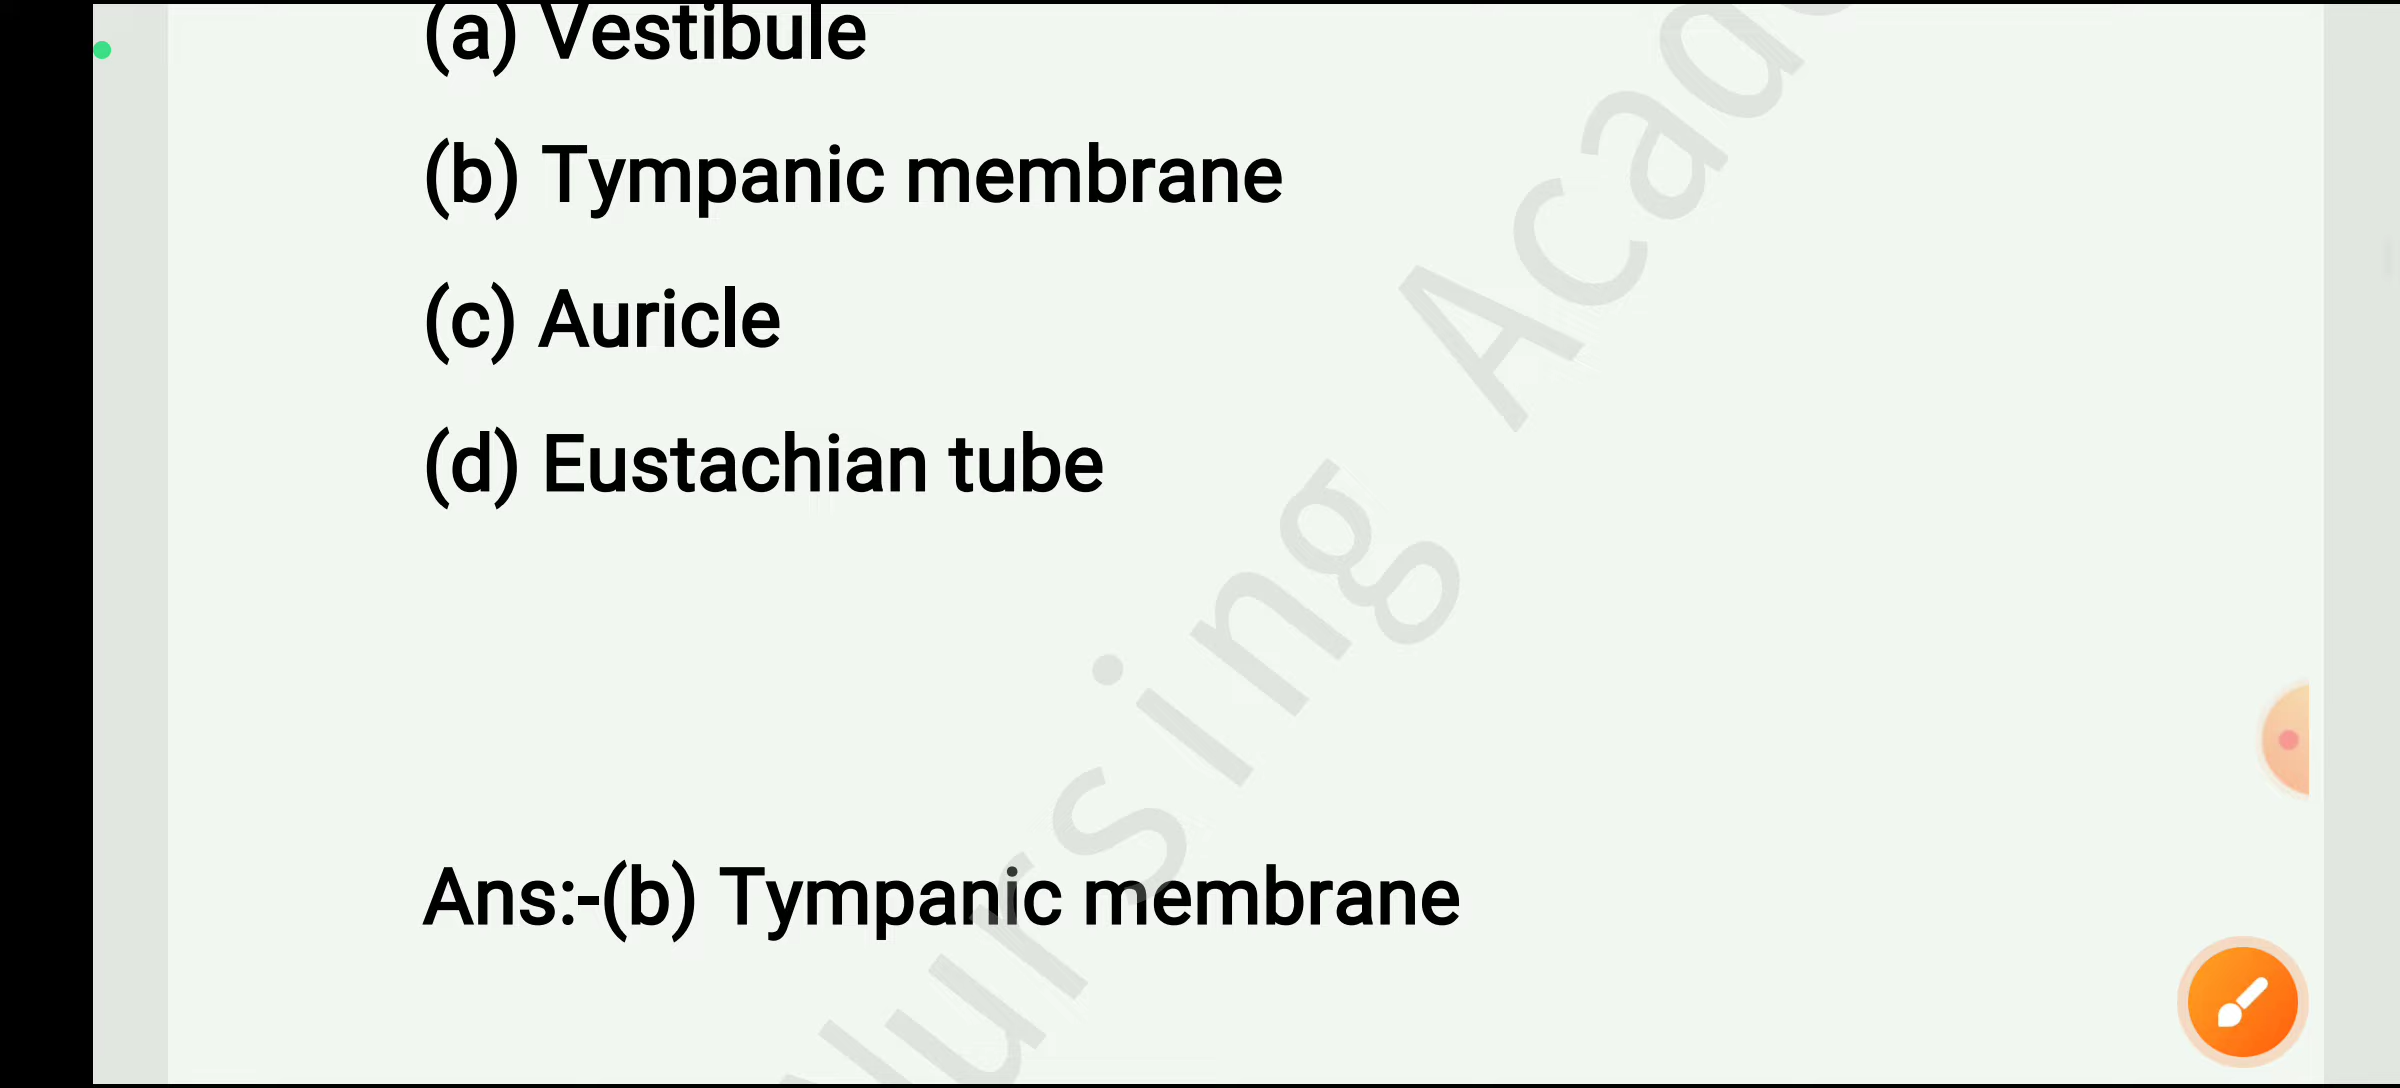 (a) Vestibule
(b) Tympanic membrane
(c) Auricle
(d) Eustachian tube
Ans:-(b) Tympanic membrane